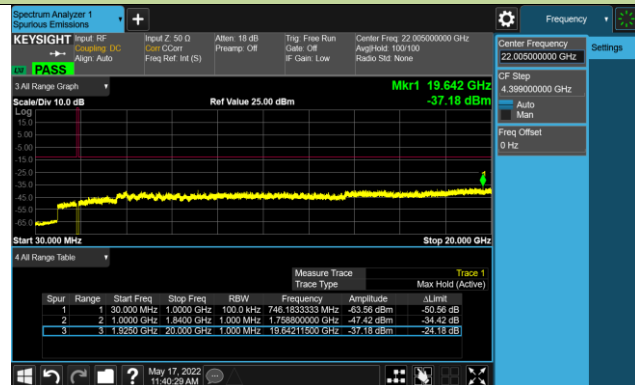 Spectrum Analyzer 1
Spurious Emissions
+
Frequency
KEYSIGHT
Input: RF
Coupling: DC
Align: Auto
Input Z: 50 Ω
Corr CCorr
Freq Ref: Int (S)
Atten: 18 dB
Preamp: Off
Trig: Free Run
Gate: Off
IF Gain: Low
Center Freq: 22.005000000 GHz
Avg|Hold: 100/100
Radio Std: None
PASS
Center Frequency
22.005000000 GHz
Settings
CF Step
4.399000000 GHz
Auto
Man
Freq Offset
0 Hz
3 All Range Graph
Mkr1 19.642 GHz
Scale/Div 10.0 dB
Ref Value 25.00 dBm
-37.18 dBm
Log
15.0
5.00
-5.00
-15.0
-25.0
-35.0
-45.0
-55.0
-65.0
Start 30.000 MHz
Stop 20.000 GHz
4 All Range Table
Measure Trace Trace 1
Trace Type Max Hold (Active)
Spur Range Start Freq Stop Freq RBW Frequency Amplitude ΔLimit
1 1 30.000 MHz 1.0000 GHz 100.0 kHz 746.1833333 MHz -63.56 dBm -50.56 dB
2 2 1.0000 GHz 1.8400 GHz 1.000 MHz 1.758800000 GHz -47.42 dBm -34.42 dB
3 3 1.9250 GHz 20.000 GHz 1.000 MHz 19.64211500 GHz -37.18 dBm -24.18 dB
?
May 17, 2022
11:40:29 AM